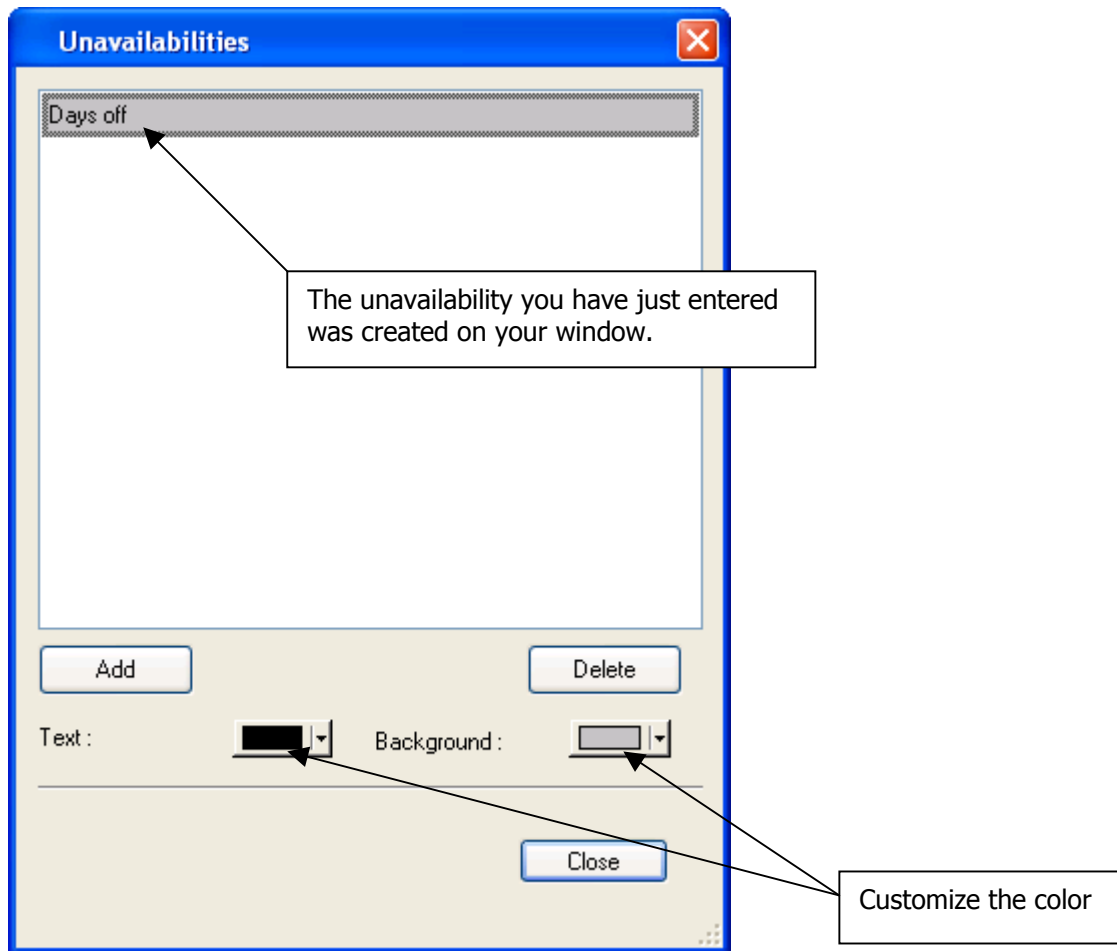 Unavailabilities
Days off
The unavailability you have just entered
was created on your window.
Add
Delete
Text :
Background :
Close
Customize the color